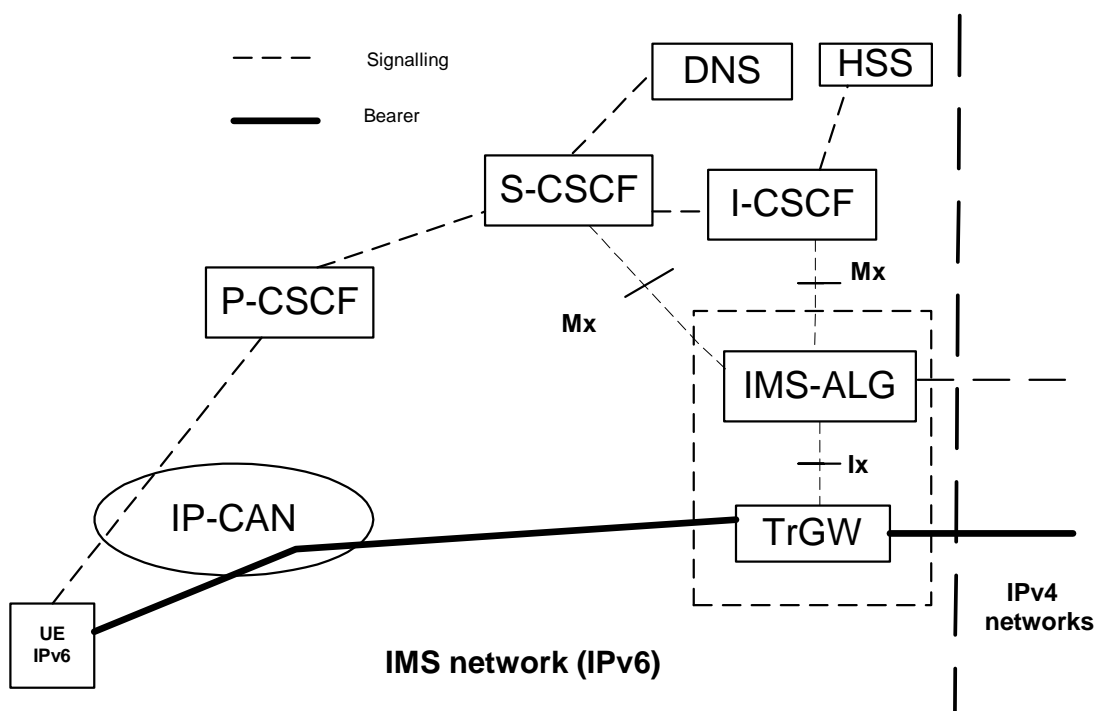 Signalling
Bearer
DNS
HSS
S-CSCF
I-CSCF
P-CSCF
Mx
Mx
IMS-ALG
Ix
IP-CAN
TrGW
UE
IPv6
IPv4
networks
IMS network (IPv6)